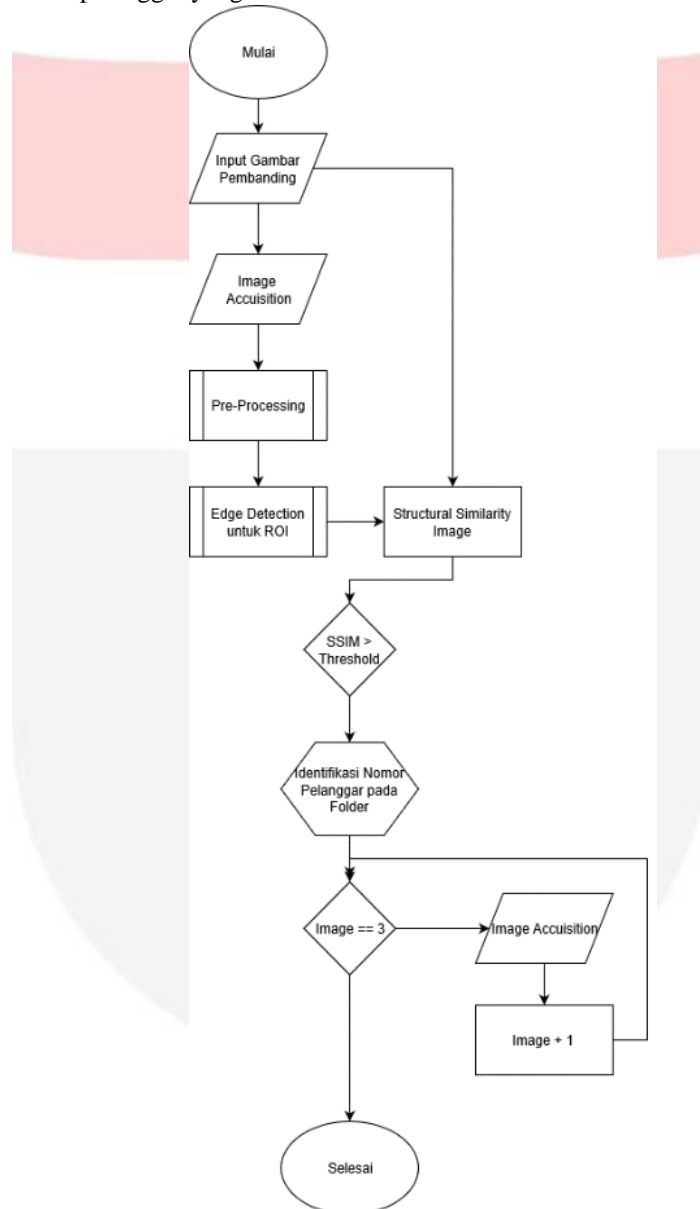 Mulai
Input Gambar
Pembanding
Image
Accuisition
Pre-Processing
Edge Detection
untuk ROI
Structural Similarity
Image
SSIM >
Threshold
Identifikasi Nomor
Pelanggar pada
Folder
Image == 3
Image Accuisition
Image + 1
Selesai